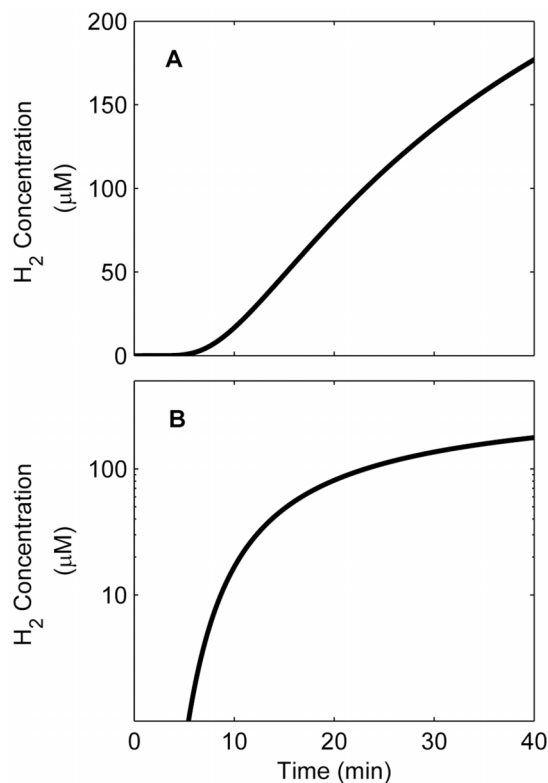 200
A
150
100
50
0
H2 Concentration
(μM)
B
100
10
H2 Concentration
(μM)
0 10 20 30 40
Time (min)